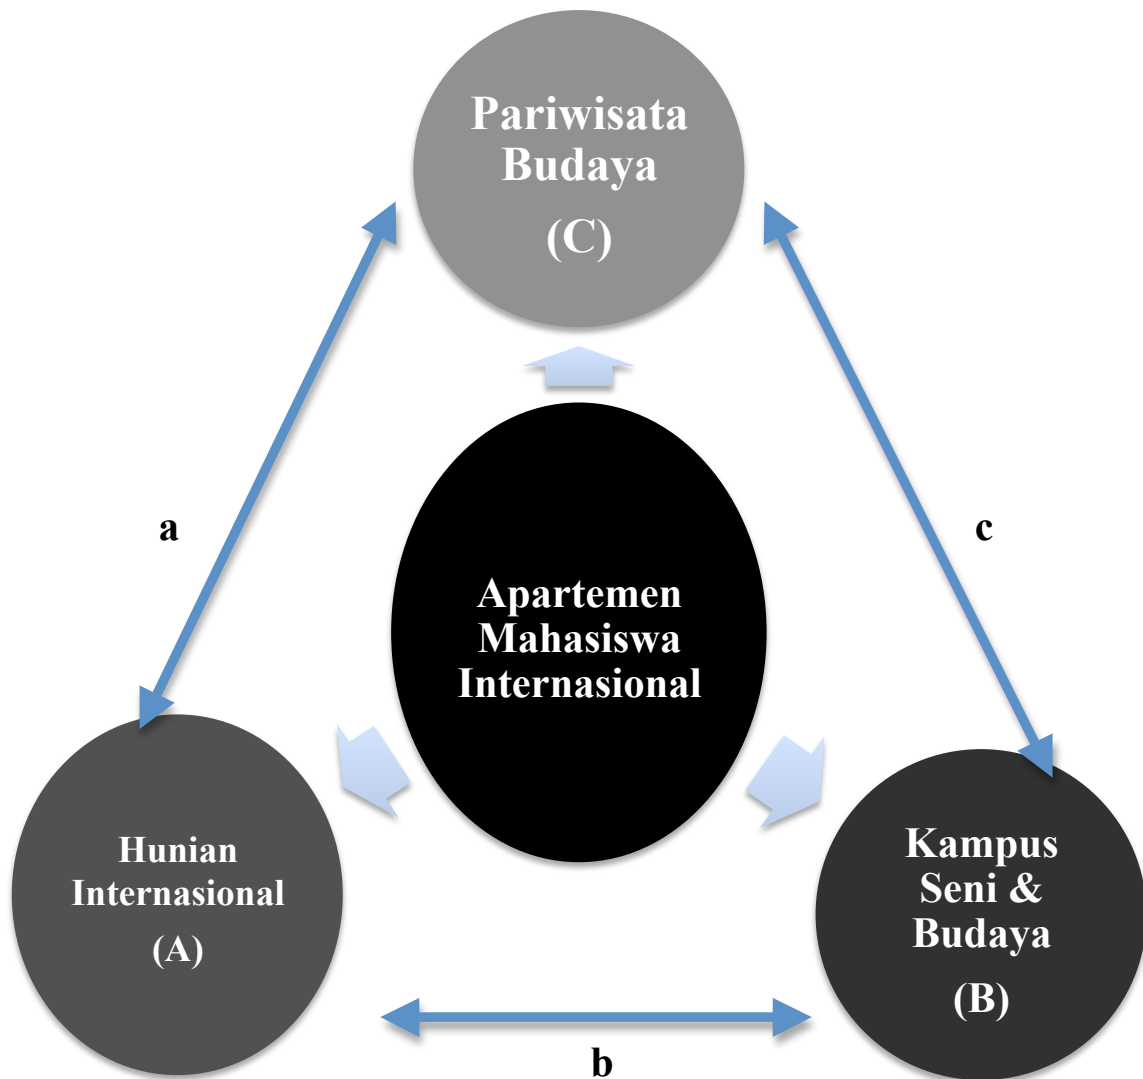 Pariwisata
Budaya
(C)
a
c
Apartemen
Mahasiswa
Internasional
Hunian
Internasional
(A)
Kampus
Seni &
Budaya
(B)
b